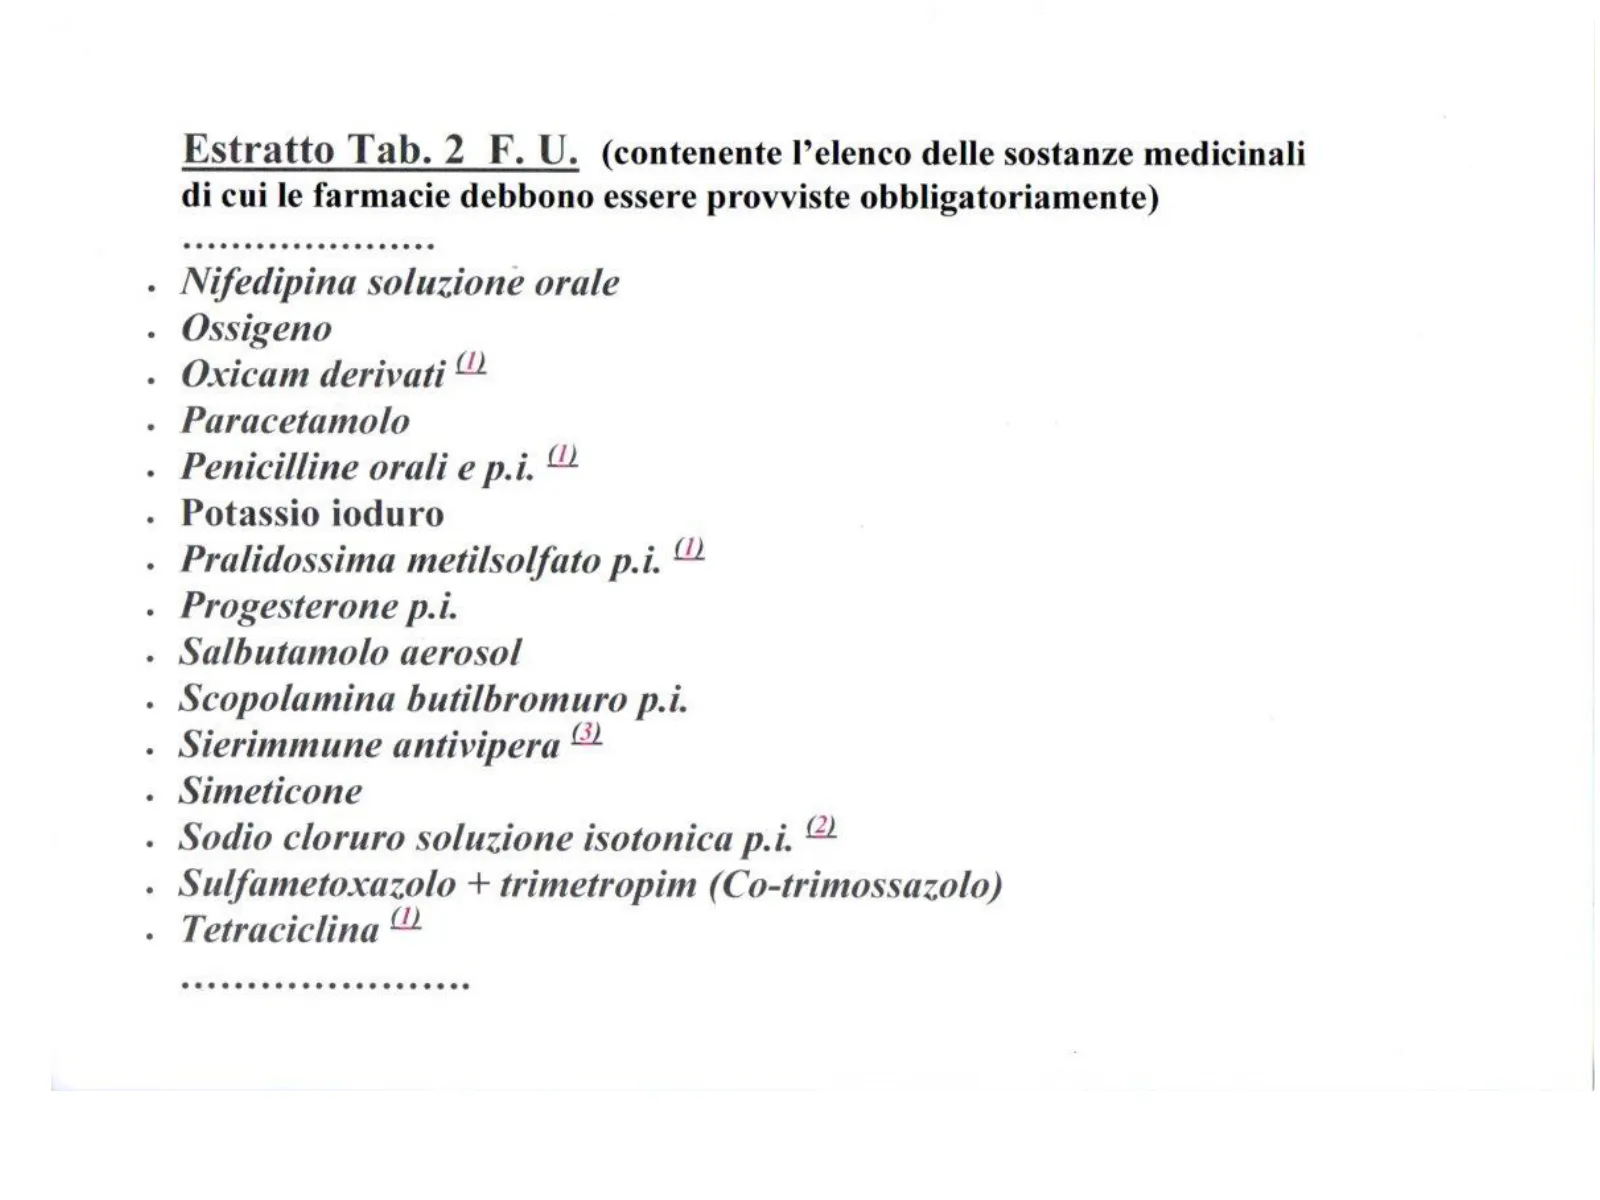 Estratto Tab. 2 F. U. (contenente l'elenco delle sostanze medicinali
di cui le farmacie debbono essere provviste obbligatoriamente)
.....................
• Nifedipina soluzione orale
• Ossigeno
• Oxicam derivati (1)
• Paracetamolo
• Penicilline orali e p.i. (1)
• Potassio ioduro
• Pralidossima metilsolfato p.i. (1)
• Progesterone p.i.
• Salbutamolo aerosol
• Scopolamina butilbromuro p.i.
• Sierimmune antivipera (3)
• Simeticone
• Sodio cloruro soluzione isotonica p.i. (2)
• Sulfametoxazolo + trimetropim (Co-trimossazolo)
• Tetraciclina (1)
......................